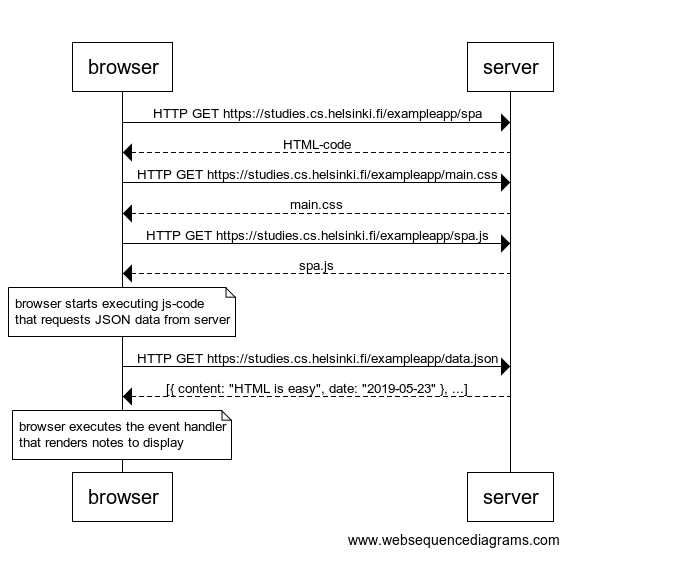 browser
server
HTTP GET https://studies.cs.helsinki.fi/exampleapp/spa
HTML-code
HTTP GET https://studies.cs.helsinki.fi/exampleapp/main.css
main.css
HTTP GET https://studies.cs.helsinki.fi/exampleapp/spa.js
spa.js
browser starts executing js-code
that requests JSON data from server
HTTP GET https://studies.cs.helsinki.fi/exampleapp/data.json
[{ content: "HTML is easy", date: "2019-05-23" }, ...]
browser executes the event handler
that renders notes to display
browser
server
www.websequencediagrams.com